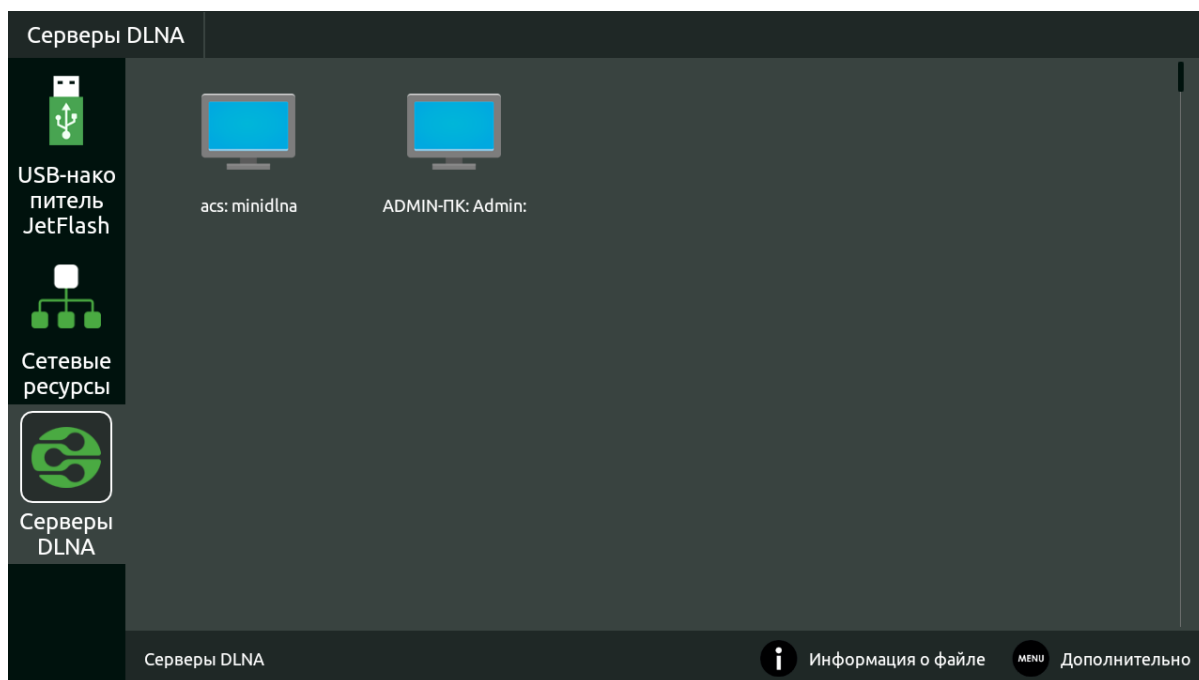 Серверы DLNA
USB-нако
питель
JetFlash
Сетевые
ресурсы
Серверы
DLNA
acs: minidlna
ADMIN-ПК: Admin:
Серверы DLNA
i Информация о файле
MENU Дополнительно